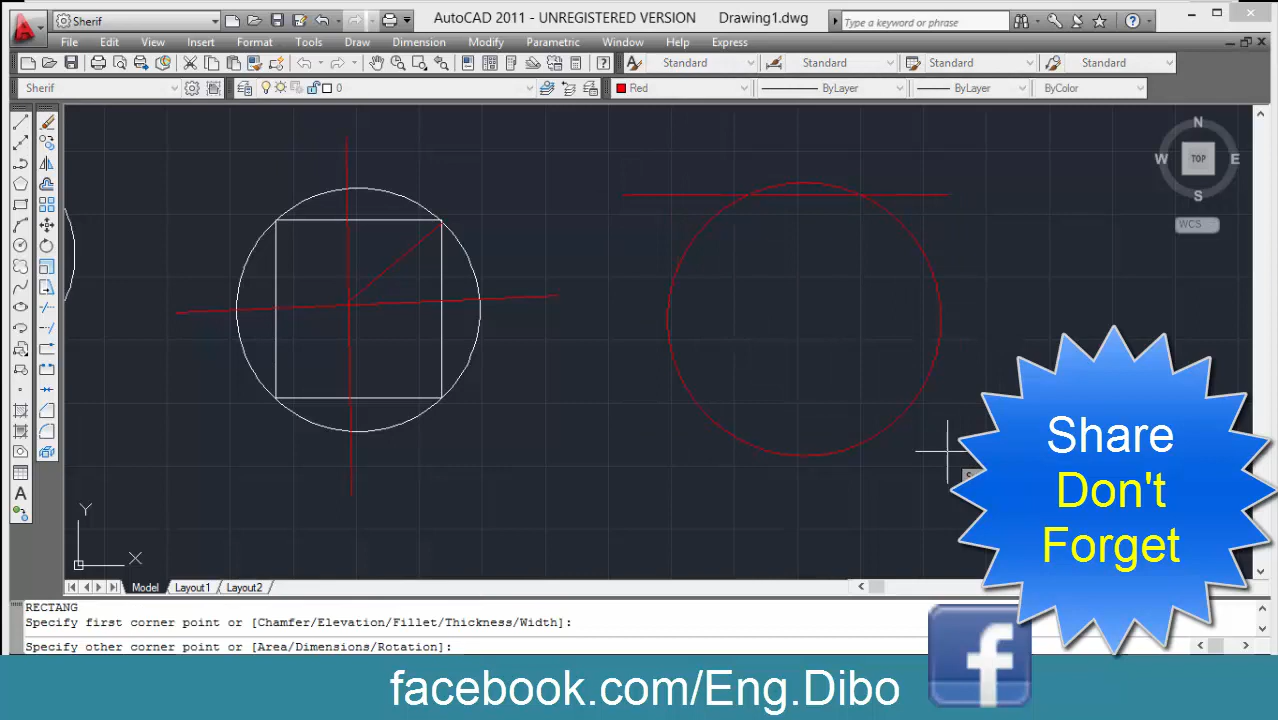 Sherif
AutoCAD 2011 - UNREGISTERED VERSION Drawing1.dwg
Type a keyword or phrase
File Edit View Insert Format Tools Draw Dimension Modify Parametric Window Help Express
Standard Standard Standard Standard
Sherif
0
Red ByLayer ByLayer ByColor
N
W TOP E
S
WCS
Share
Don't
Forget
Y
X
Model Layout1 Layout2
RECTANG
Specify first corner point or [Chamfer/Elevation/Fillet/Thickness/Width]:
Specify other corner point or [Area/Dimensions/Rotation]:
f
facebook.com/Eng.Dibo